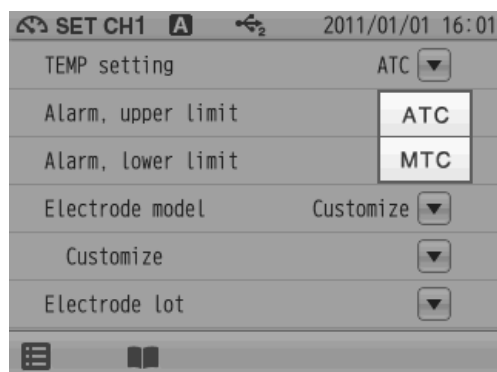 SET CH1 A 2 2011/01/01 16:01
TEMP setting ATC
Alarm, upper limit ATC
Alarm, lower limit MTC
Electrode model Customize
Customize
Electrode lot